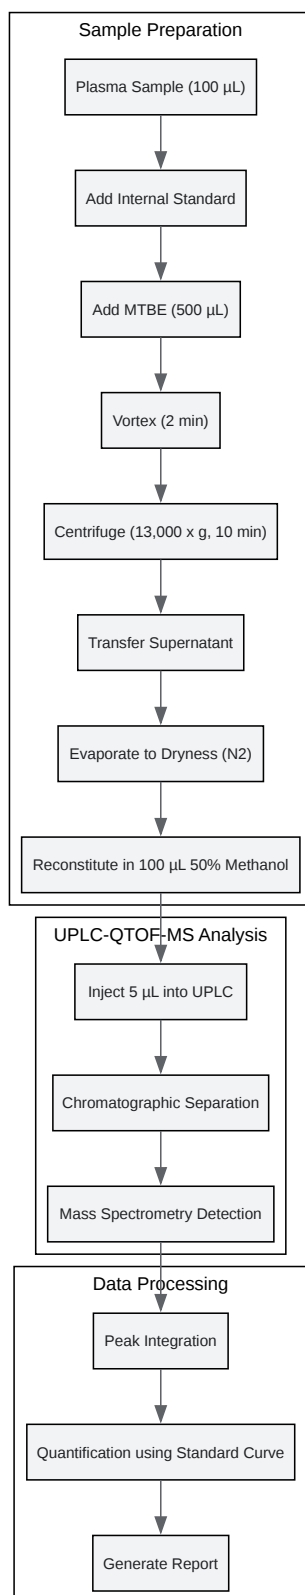 Sample Preparation
Plasma Sample (100 µL)
Add Internal Standard
Add MTBE (500 µL)
Vortex (2 min)
Centrifuge (13,000 x g, 10 min)
Transfer Supernatant
Evaporate to Dryness (N2)
Reconstitute in 100 µL 50% Methanol
UPLC-QTOF-MS Analysis
Inject 5 µL into UPLC
Chromatographic Separation
Mass Spectrometry Detection
Data Processing
Peak Integration
Quantification using Standard Curve
Generate Report